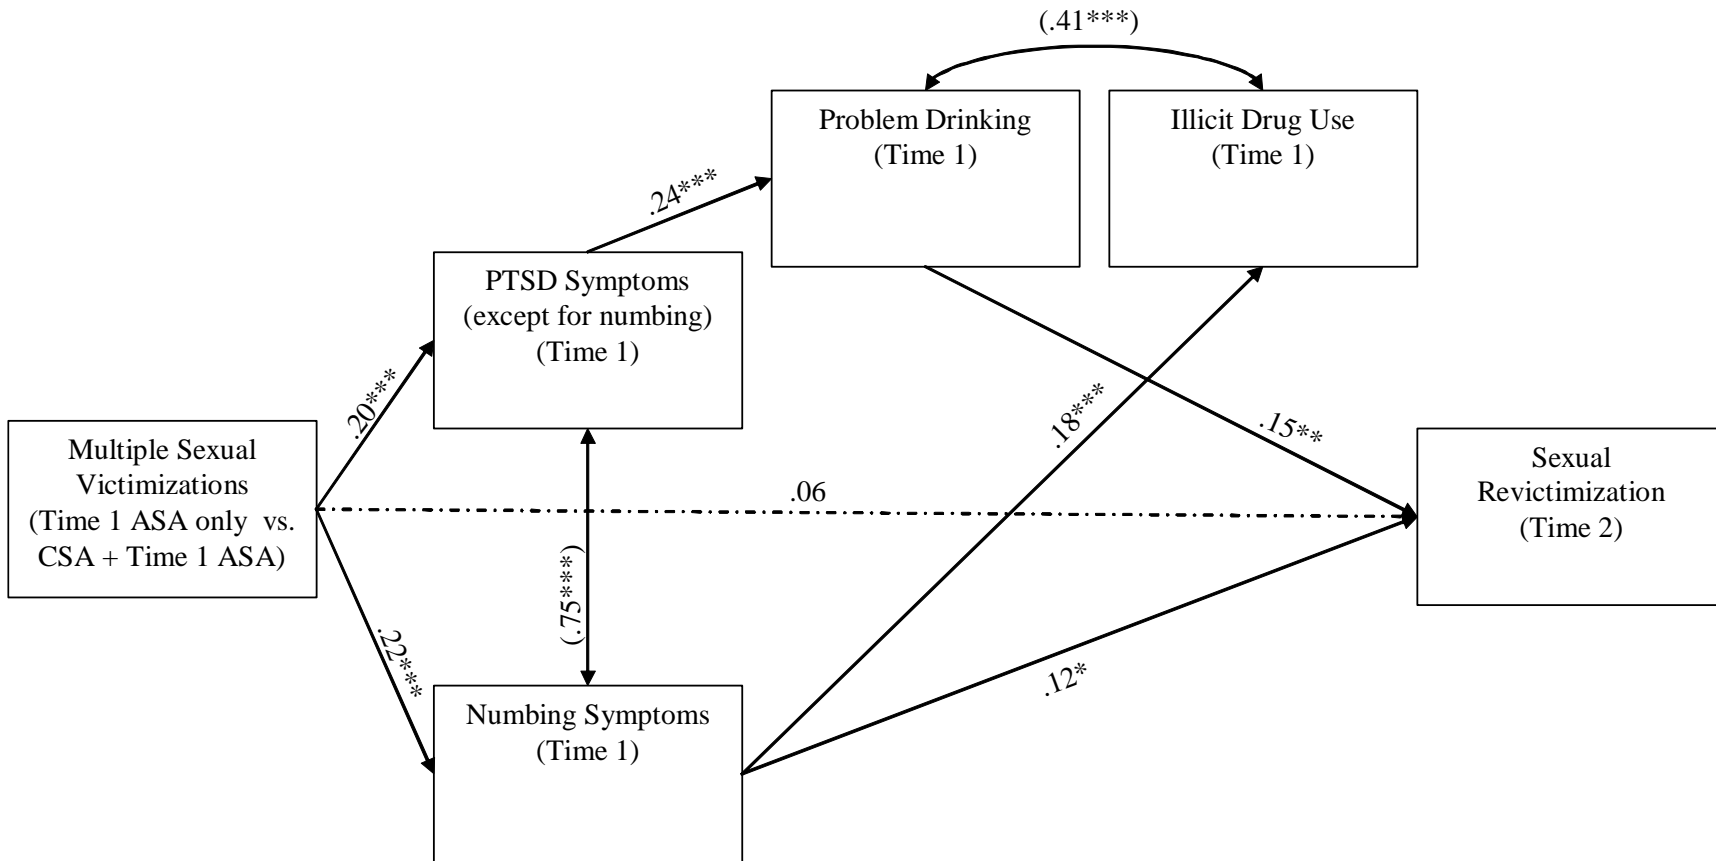 (.41***)
Problem Drinking
(Time 1)
Illicit Drug Use
(Time 1)
.24***
PTSD Symptoms
(except for numbing)
(Time 1)
.20***
.18***
.15**
Multiple Sexual
Victimizations
(Time 1 ASA only vs.
CSA + Time 1 ASA)
.06
Sexual
Revictimization
(Time 2)
(.75***)
.22***
.12*
Numbing Symptoms
(Time 1)